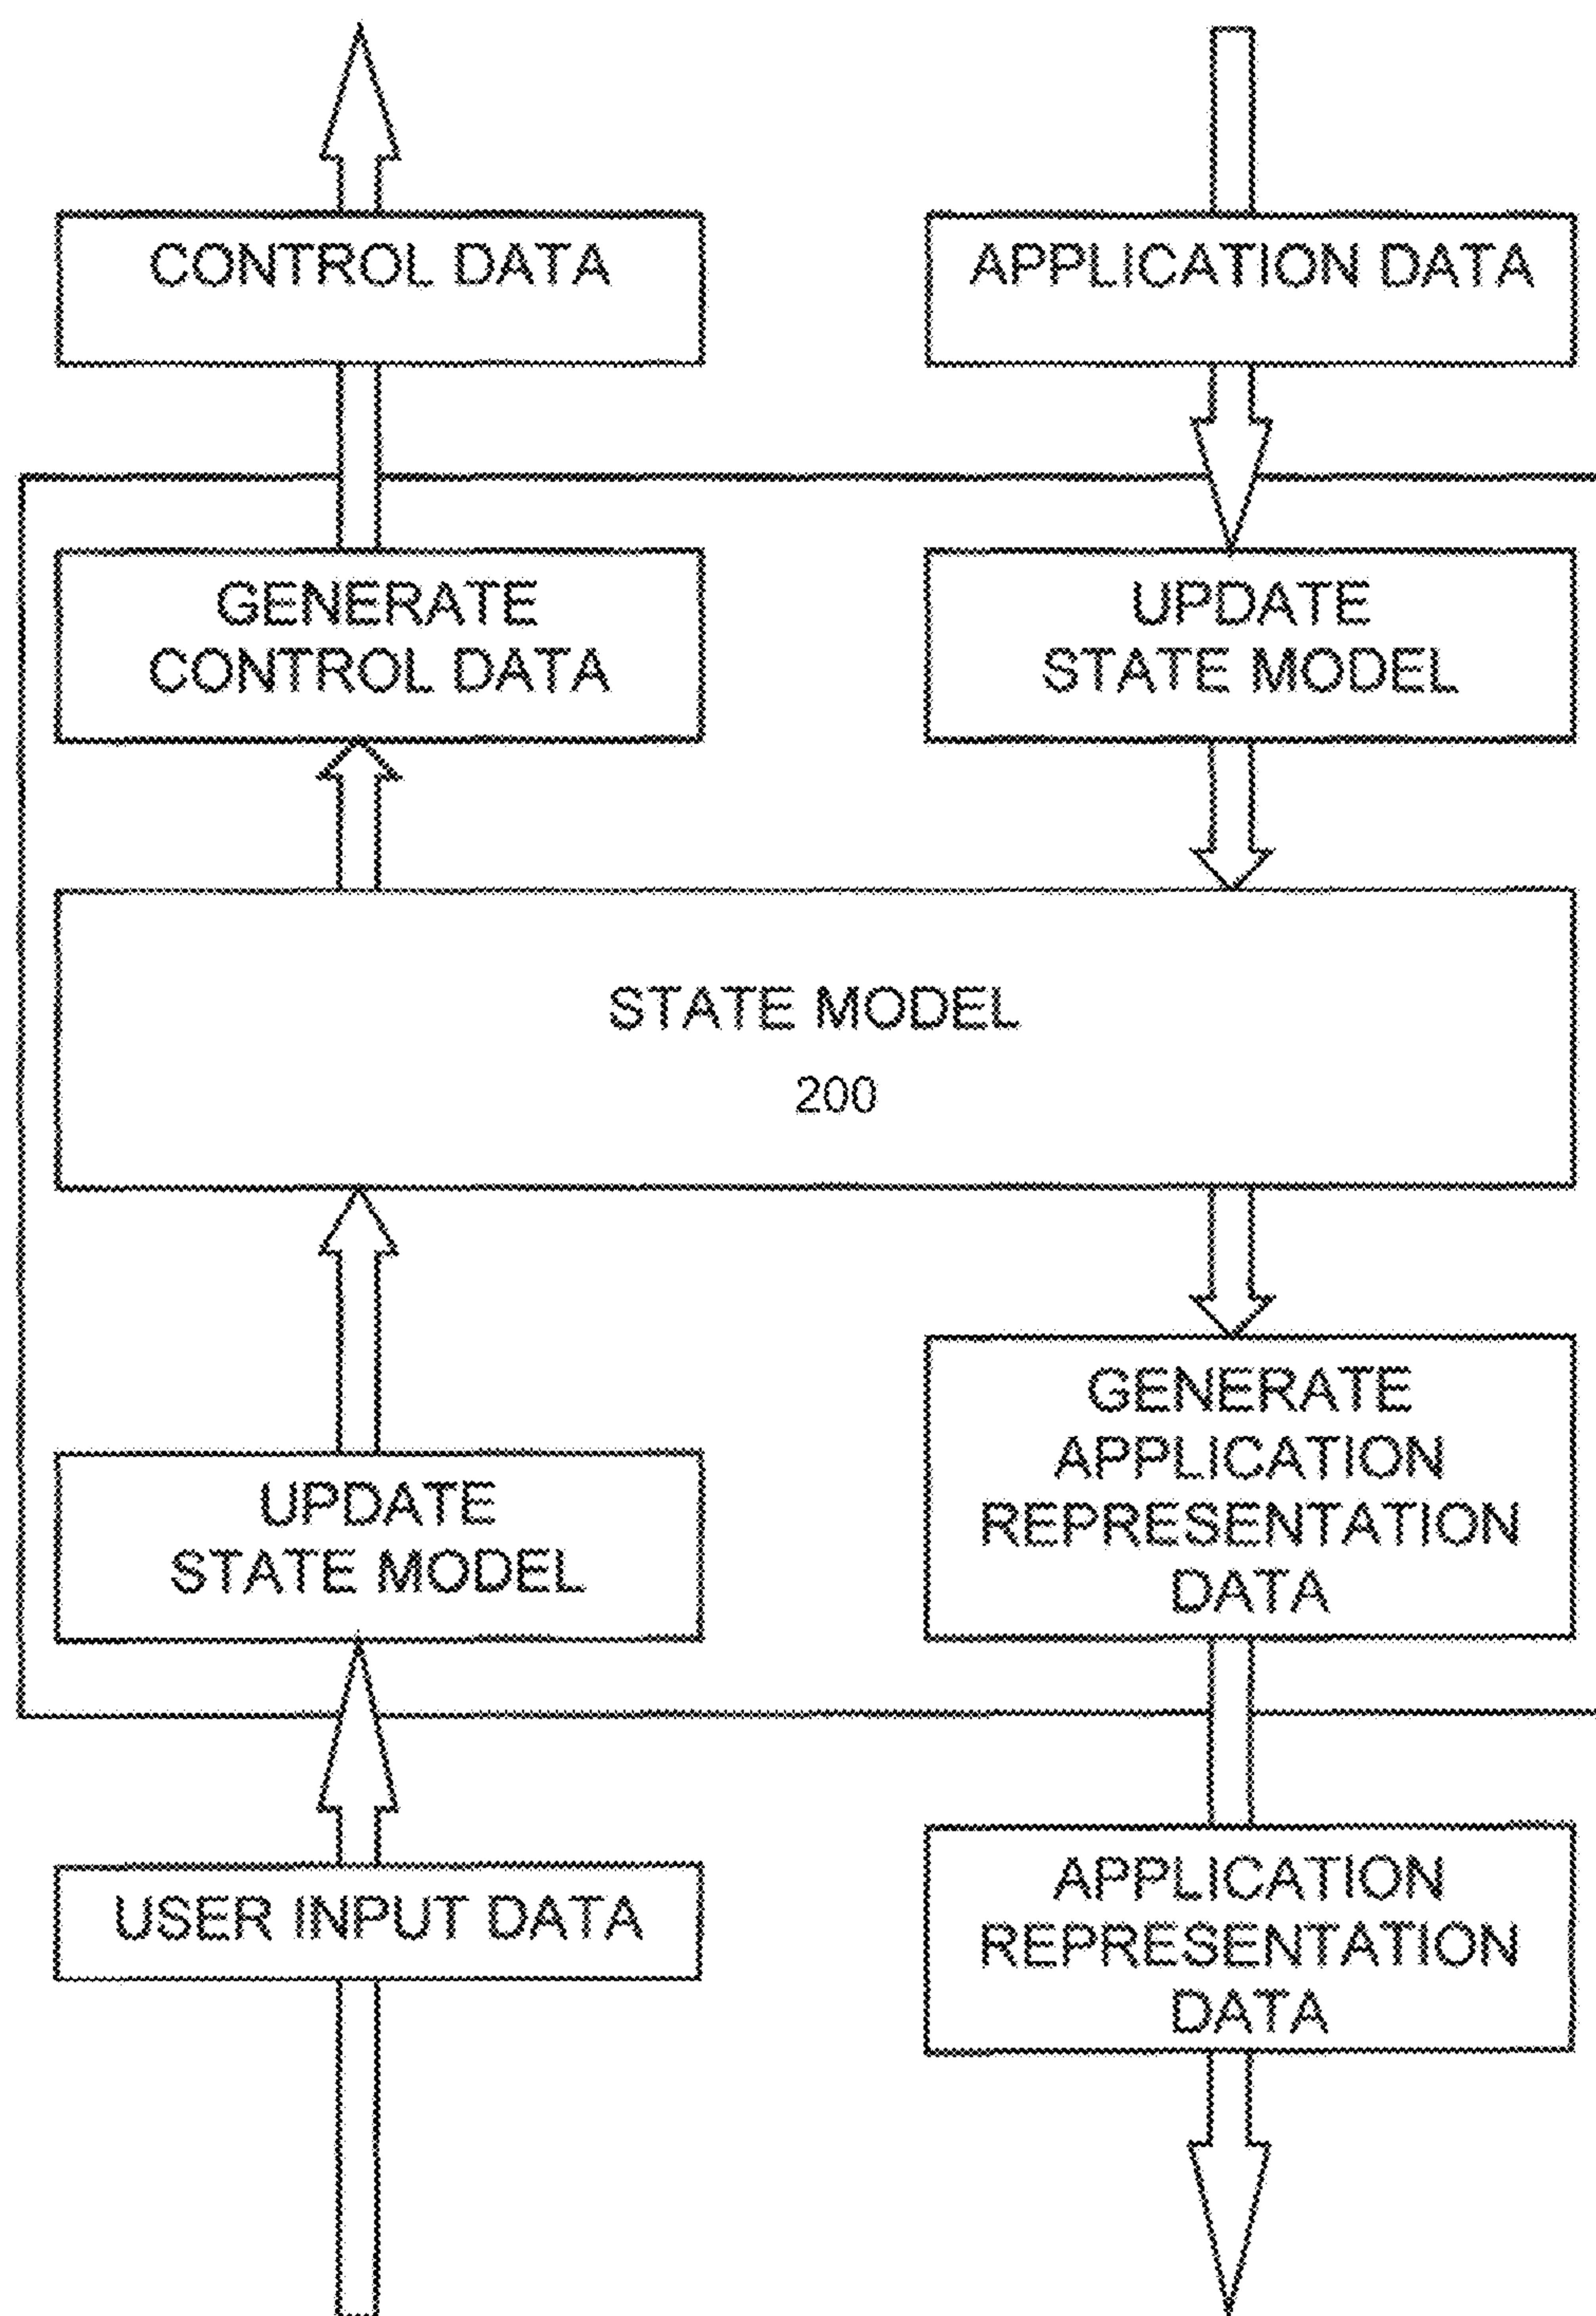 CONTROL DATA
APPLICATION DATA
GENERATE
CONTROL DATA
UPDATE
STATE MODEL
STATE MODEL
200
UPDATE
STATE MODEL
GENERATE
APPLICATION
REPRESENTATION
DATA
USER INPUT DATA
APPLICATION
REPRESENTATION
DATA